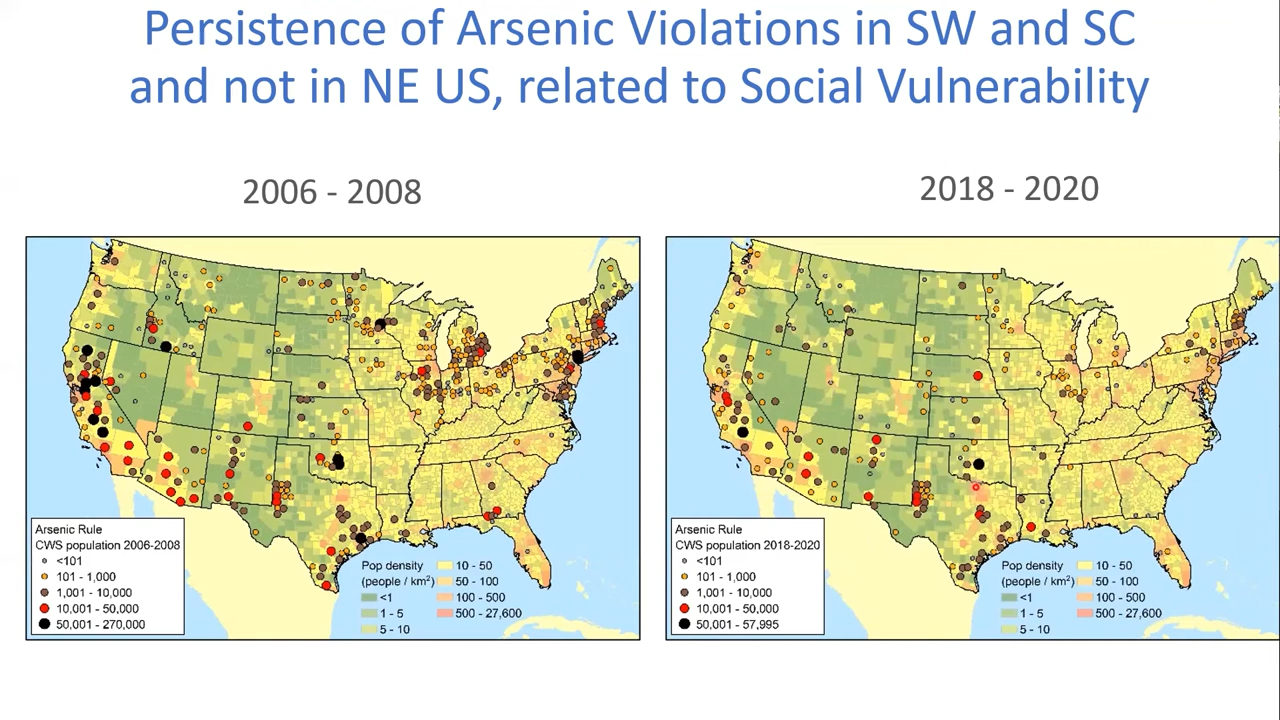 Persistence of Arsenic Violations in SW and SC
and not in NE US, related to Social Vulnerability
2006 - 2008
2018 - 2020
Arsenic Rule
CWS population 2006-2008
<101
101 - 1,000
1,001 - 10,000
10,001 - 50,000
50,001 - 270,000
Pop density
(people / km²)
<1
1 - 5
5 - 10
10 - 50
50 - 100
100 - 500
500 - 27,600
Arsenic Rule
CWS population 2018-2020
<101
101 - 1,000
1,001 - 10,000
10,001 - 50,000
50,001 - 57,995
Pop density
(people / km²)
<1
1 - 5
5 - 10
10 - 50
50 - 100
100 - 500
500 - 27,600